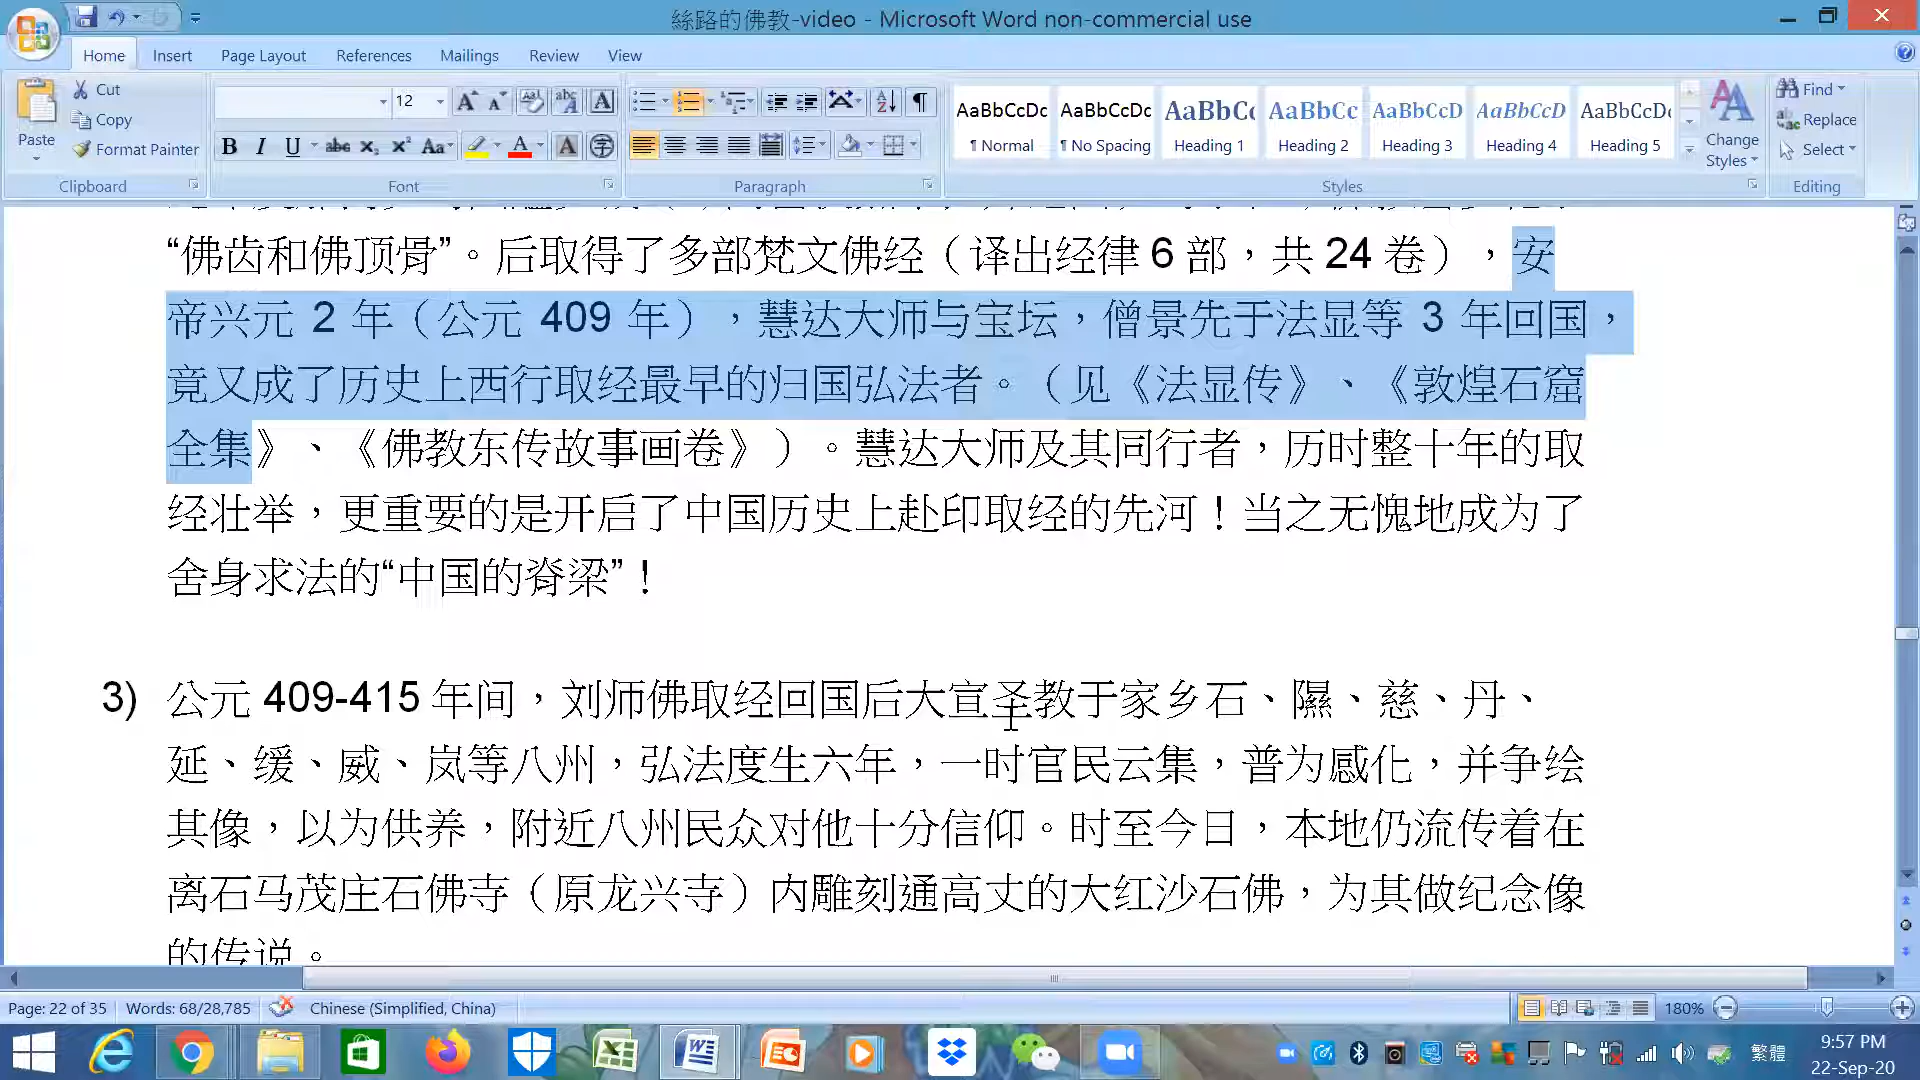 絲路的佛教-video - Microsoft Word non-commercial use
Home Insert Page Layout References Mailings Review View
Cut
Copy
Format Painter
Paste
Clipboard
12
B I U abc x₂ x² Aa A A
Font
Paragraph
AaBbCcDc AaBbCcDc AaBbCc AaBbCc AaBbCcD AaBbCcD AaBbCcDc
¶ Normal ¶ No Spacing Heading 1 Heading 2 Heading 3 Heading 4 Heading 5
Change Styles
Styles
Find
Replace
Select
Editing
“佛齿和佛顶骨”。后取得了多部梵文佛经（译出经律 6 部，共 24 卷），安
帝兴元 2 年（公元 409 年），慧达大师与宝坛，僧景先于法显等 3 年回国，
竟又成了历史上西行取经最早的归国弘法者。（见《法显传》、《敦煌石窟
全集》、《佛教东传故事画卷》）。慧达大师及其同行者，历时整十年的取
经壮举，更重要的是开启了中国历史上赴印取经的先河！当之无愧地成为了
舍身求法的“中国的脊梁”！
3) 公元 409-415 年间，刘师佛取经回国后大宣圣教于家乡石、隰、慈、丹、
延、缓、威、岚等八州，弘法度生六年，一时官民云集，普为感化，并争绘
其像，以为供养，附近八州民众对他十分信仰。时至今日，本地仍流传着在
离石马茂庄石佛寺（原龙兴寺）内雕刻通高丈的大红沙石佛，为其做纪念像
的传说。
Page: 22 of 35 Words: 68/28,785 Chinese (Simplified, China) 180%
繁體
9:57 PM
22-Sep-20